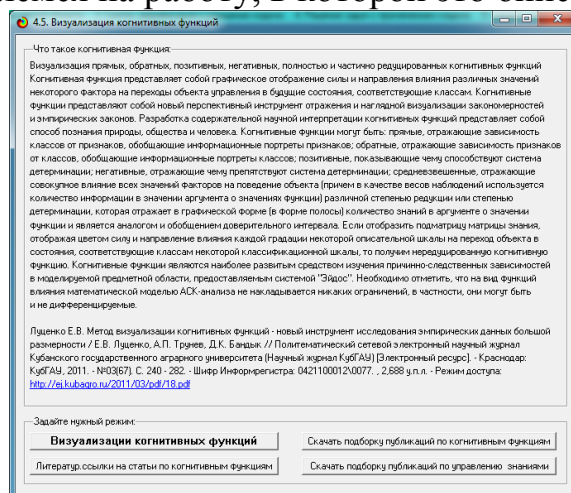 4.5. Визуализация когнитивных функций
Что такое когнитивная функция:
Визуализация прямых, обратных, позитивных, негативных, полностью и частично редуцированных когнитивных функций
Когнитивная функция представляет собой графическое отображение силы и направления влияния различных значений
некоторого фактора на переходы объекта управления в будущие состояния, соответствующие классам. Когнитивные
функции представляют собой новый перспективный инструмент отражения и наглядной визуализации закономерностей
и эмпирических законов. Разработка содержательной научной интерпретации когнитивных функций представляет собой
способ познания природы, общества и человека. Когнитивные функции могут быть: прямые, отражающие зависимость
классов от признаков, обобщающие информационные портреты признаков; обратные, отражающие зависимость признаков
от классов, обобщающие информационные портреты классов; позитивные, показывающие чему способствуют система
детерминации; негативные, отражающие чему препятствуют система детерминации; средневзвешенные, отражающие
совокупное влияние всех значений факторов на поведение объекта (причем в качестве весов наблюдений используется
количество информации в значении аргумента о значениях функции) различной степенью редукции или степенью
детерминации, которая отражает в графической форме (в форме полосы) количество знаний в аргументе о значении
функции и является аналогом и обобщением доверительного интервала. Если отобразить подматрицу матрицы знаний,
отображая цветом силу и направление влияния каждой градации некоторой описательной шкалы на переход объекта в
состояния, соответствующие классам некоторой классификационной шкалы, то получим нередуцированную когнитивную
функцию. Когнитивные функции являются наиболее развитым средством изучения причинно-следственных зависимостей
в моделируемой предметной области, предоставляемым системой "Эйдос". Необходимо отметить, что на вид функций
влияния математической моделью АСК-анализа не накладывается никаких ограничений, в частности, они могут быть
и не дифференцируемые.
Луценко Е.В. Метод визуализации когнитивных функций - новый инструмент исследования эмпирических данных большой
размерности / Е.В. Луценко, А.П. Трунев, Д.К. Бандык // Политематический сетевой электронный научный журнал
Кубанского государственного аграрного университета (Научный журнал КубГАУ) [Электронный ресурс]. - Краснодар:
КубГАУ, 2011. - №03(67). С. 240 - 282. - Шифр Информрегистра: 0421100012\0077. , 2,688 у.п.л. - Режим доступа:
http://ej.kubagro.ru/2011/03/pdf/18.pdf
Задайте нужный режим:
Визуализации когнитивных функций
Скачать подборку публикаций по когнитивным функциям
Литератур.ссылки на статьи по когнитивным функциям
Скачать подборку публикаций по управлению знаниями